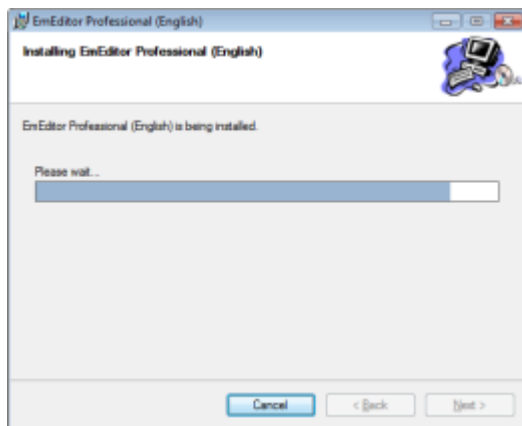 EmEditor Professional (English)
Installing EmEditor Professional (English)
EmEditor Professional (English) is being installed.
Please wait...
Cancel
< Back
Next >